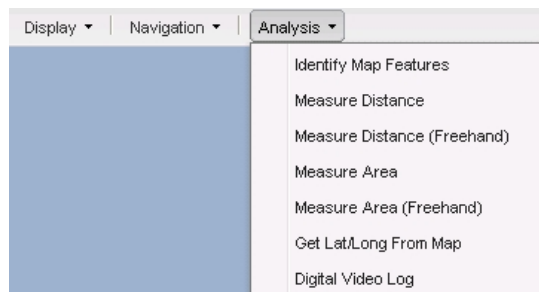 Display Navigation Analysis
Identify Map Features
Measure Distance
Measure Distance (Freehand)
Measure Area
Measure Area (Freehand)
Get Lat/Long From Map
Digital Video Log